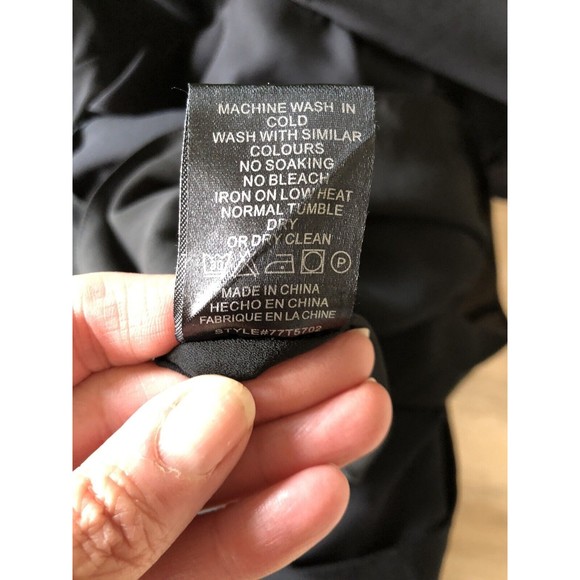 MACHINE WASH IN
COLD
WASH WITH SIMILAR
COLOURS
NO SOAKING
NO BLEACH
IRON ON LOW HEAT
NORMAL TUMBLE
DRY
OR DRY CLEAN
P
MADE IN CHINA
HECHO EN CHINA
FABRIQUE EN LA CHINE
STYLE#77T5702